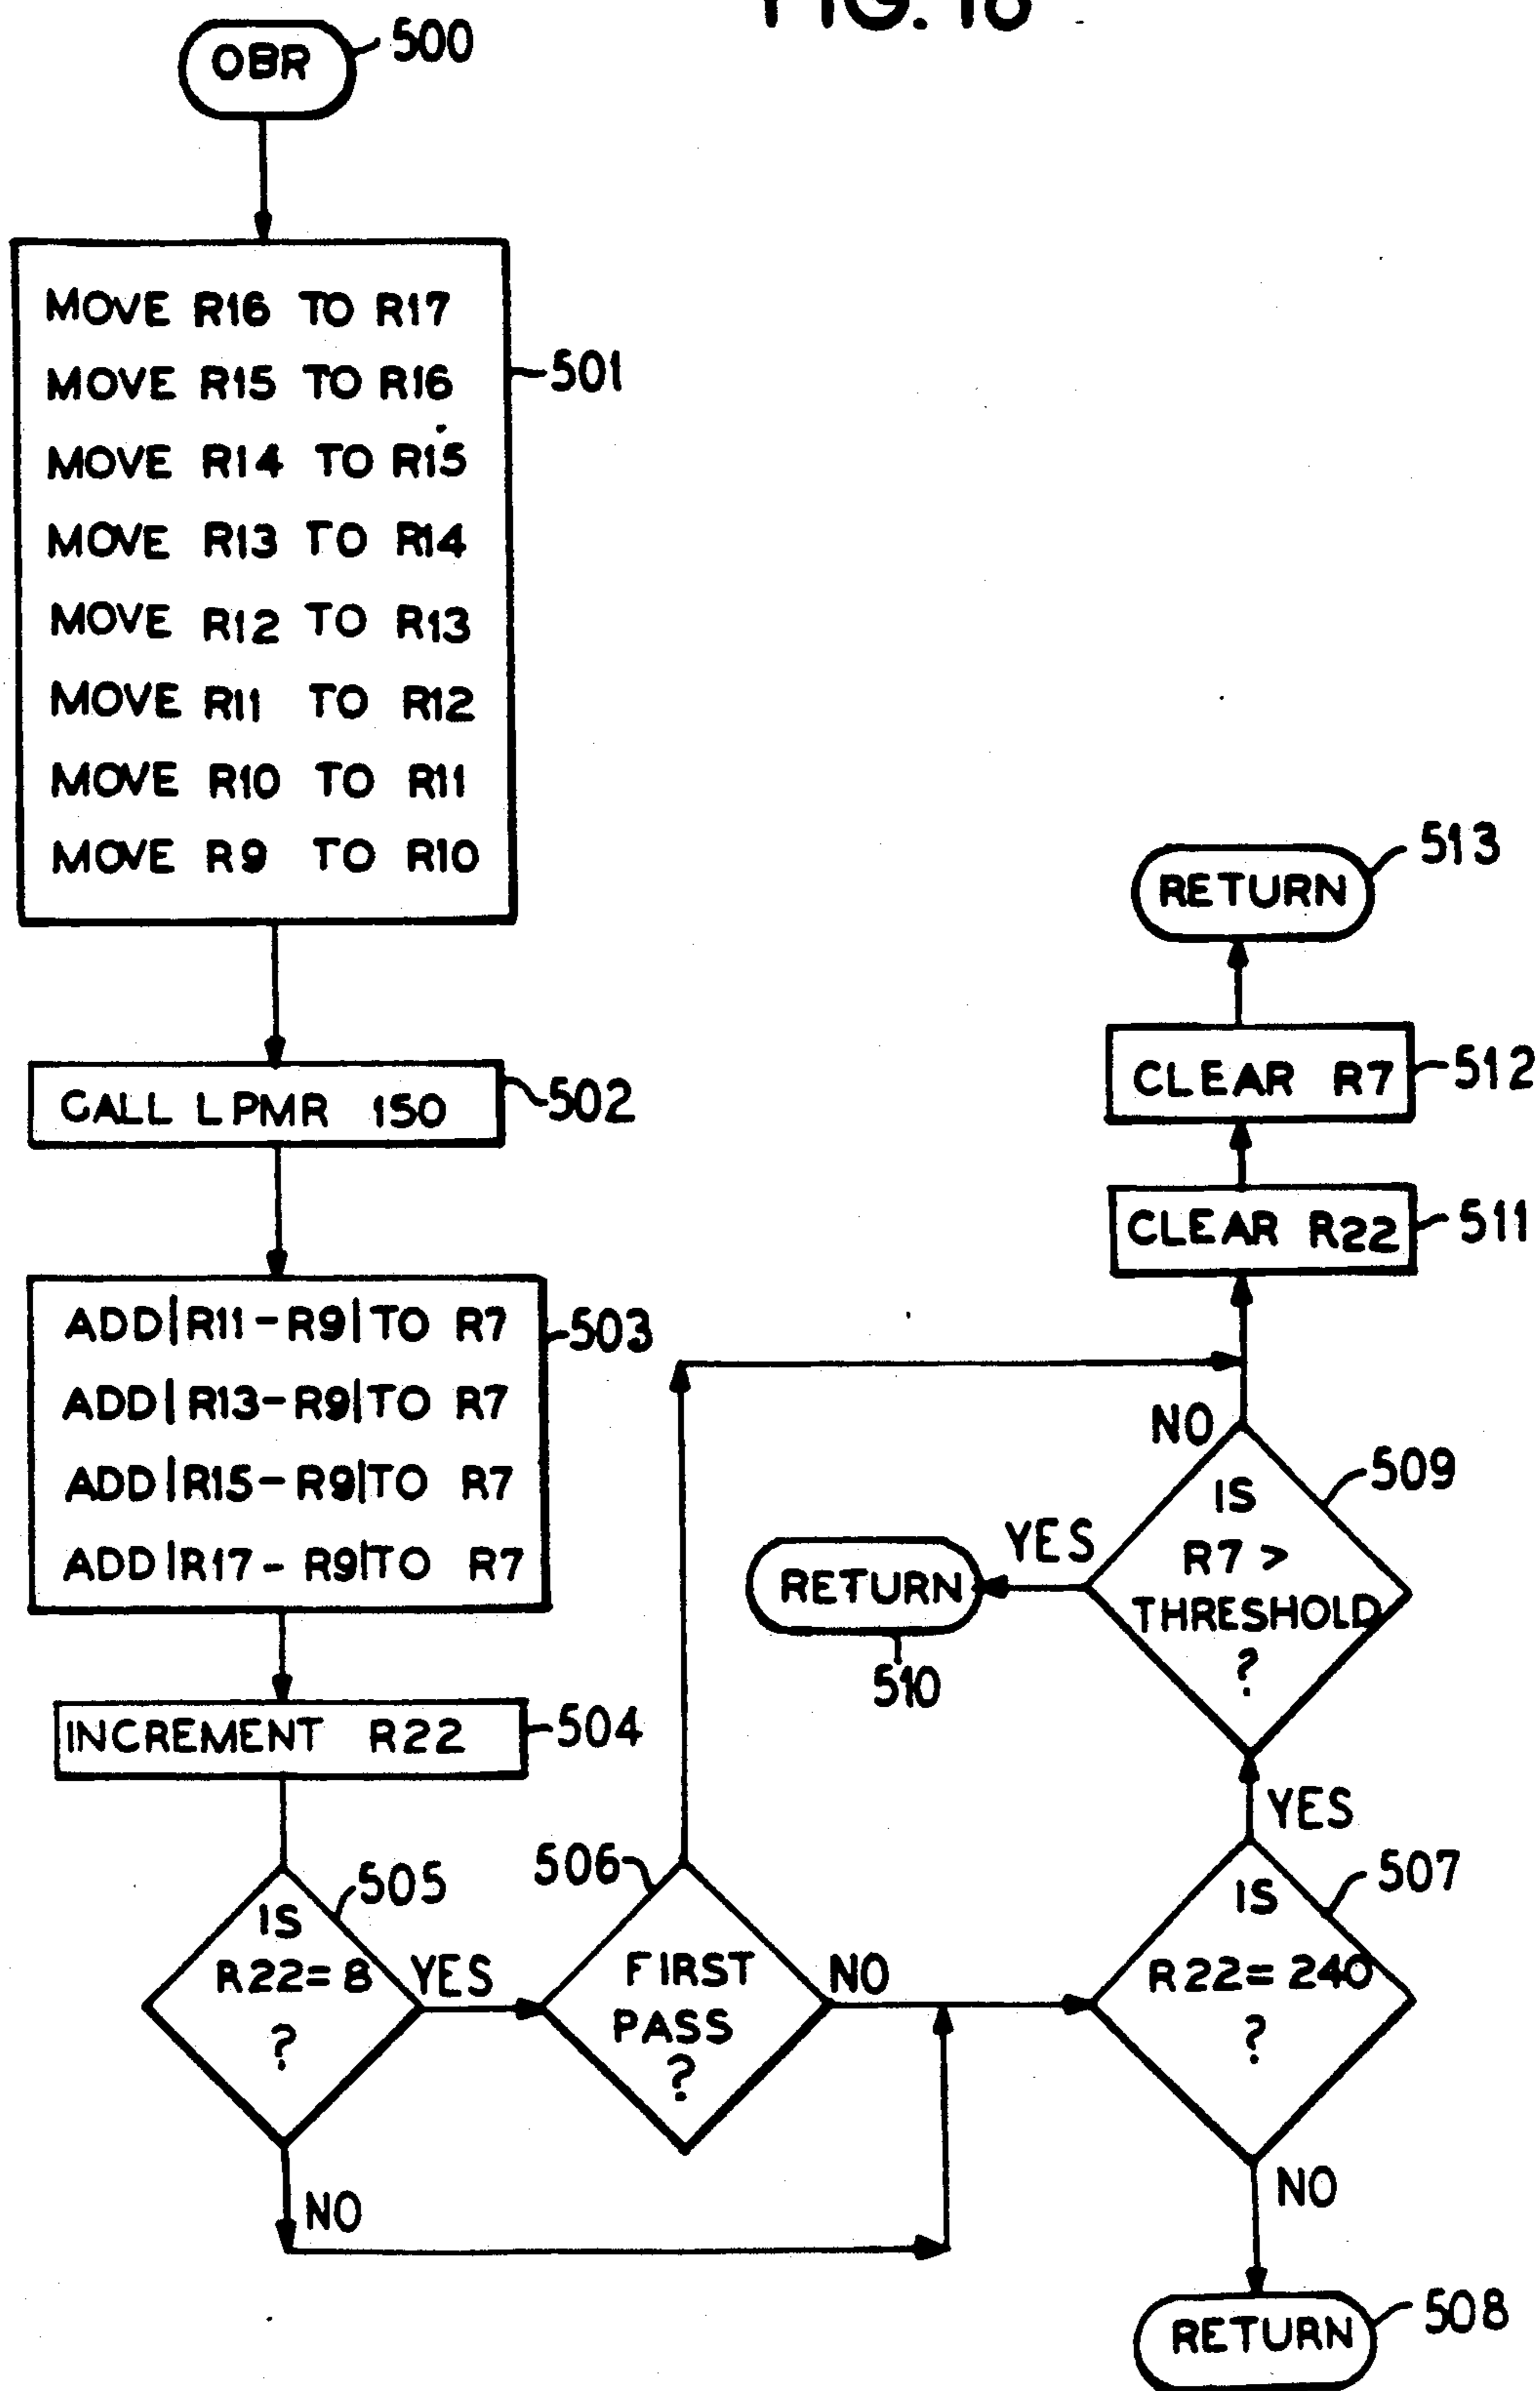 FIG. 18
OBR
500
MOVE R16 TO R17
MOVE R15 TO R16
501
MOVE R14 TO R15
MOVE R13 TO R14
MOVE R12 TO R13
MOVE R11 TO R12
MOVE R10 TO R11
MOVE R9 TO R10
CALL LPMR 150
502
ADD|R11-R9|TO R7
503
ADD|R13-R9|TO R7
ADD|R15-R9|TO R7
ADD|R17-R9|TO R7
INCREMENT R22
504
IS
R22=8
?
505
YES
NO
506
FIRST
PASS
?
NO
IS
R22=240
?
507
YES
NO
RETURN
508
IS
R7 >
THRESHOLD
?
509
YES
NO
RETURN
510
CLEAR R22
511
CLEAR R7
512
RETURN
513